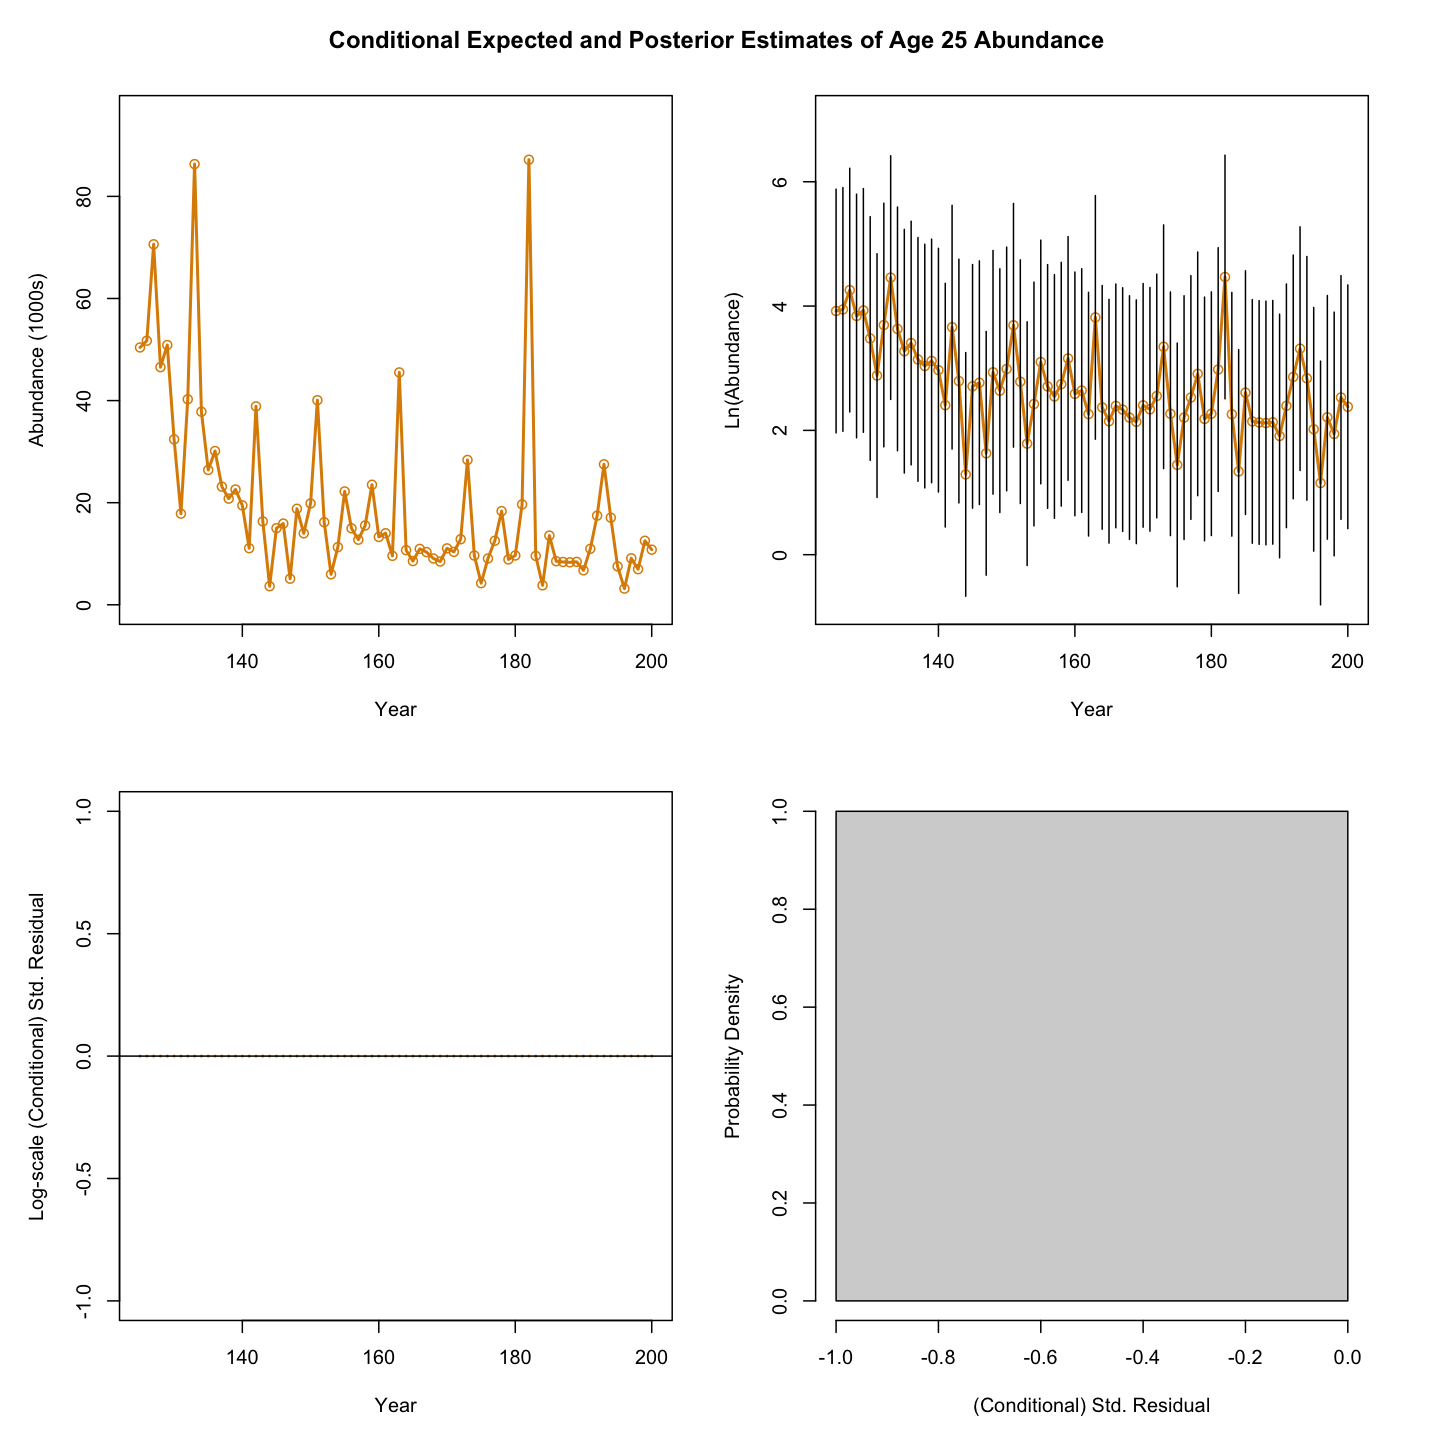 Conditional Expected and Posterior Estimates of Age 25 Abundance
Abundance (1000s)
80
60
40
20
0
140 160 180 200
Year
Ln(Abundance)
6
4
2
0
140 160 180 200
Year
Log-scale (Conditional) Std. Residual
1.0
0.5
0.0
-0.5
-1.0
140 160 180 200
Year
Probability Density
1.0
0.8
0.6
0.4
0.2
0.0
-1.0 -0.8 -0.6 -0.4 -0.2 0.0
(Conditional) Std. Residual